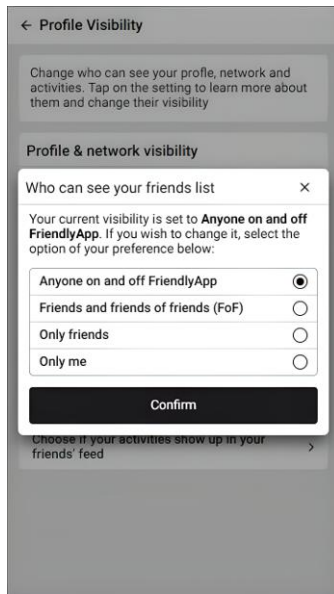 ← Profile Visibility
Change who can see your profle, network and
activities. Tap on the setting to learn more about
them and change their visibility
Profile & network visibility
Who can see your friends list ×
Your current visibility is set to Anyone on and off
FriendlyApp. If you wish to change it, select the
option of your preference below:
Anyone on and off FriendlyApp
Friends and friends of friends (FoF)
Only friends
Only me
Confirm
Choose if your activities show up in your
friends' feed >